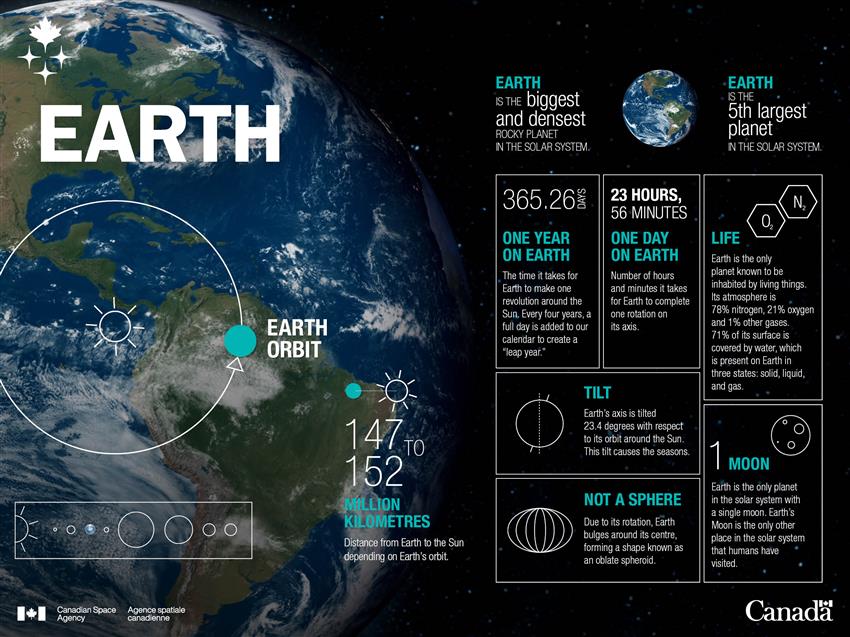 EARTH
EARTH
ORBIT
147 TO
152
MILLION
KILOMETRES
Distance from Earth to the Sun
depending on Earth's orbit.
Canadian Space
Agency
Agence spatiale
canadienne
EARTH
IS THE biggest
and densest
ROCKY PLANET
IN THE SOLAR SYSTEM.
EARTH
IS THE
5th largest
planet
IN THE SOLAR SYSTEM.
365.26 DAYS
ONE YEAR
ON EARTH
The time it takes for
Earth to make one
revolution around the
Sun. Every four years, a
full day is added to our
calendar to create a
"leap year."
23 HOURS,
56 MINUTES
ONE DAY
ON EARTH
Number of hours
and minutes it takes
for Earth to complete
one rotation on
its axis.
N2
O2
LIFE
Earth is the only
planet known to be
inhabited by living things.
Its atmosphere is
78% nitrogen, 21% oxygen
and 1% other gases.
71% of its surface is
covered by water, which
is present on Earth in
three states: solid, liquid,
and gas.
TILT
Earth's axis is tilted
23.4 degrees with respect
to its orbit around the Sun.
This tilt causes the seasons.
NOT A SPHERE
Due to its rotation, Earth
bulges around its centre,
forming a shape known as
an oblate spheroid.
1 MOON
Earth is the only planet
in the solar system with
a single moon. Earth's
Moon is the only other
place in the solar system
that humans have
visited.
Canada